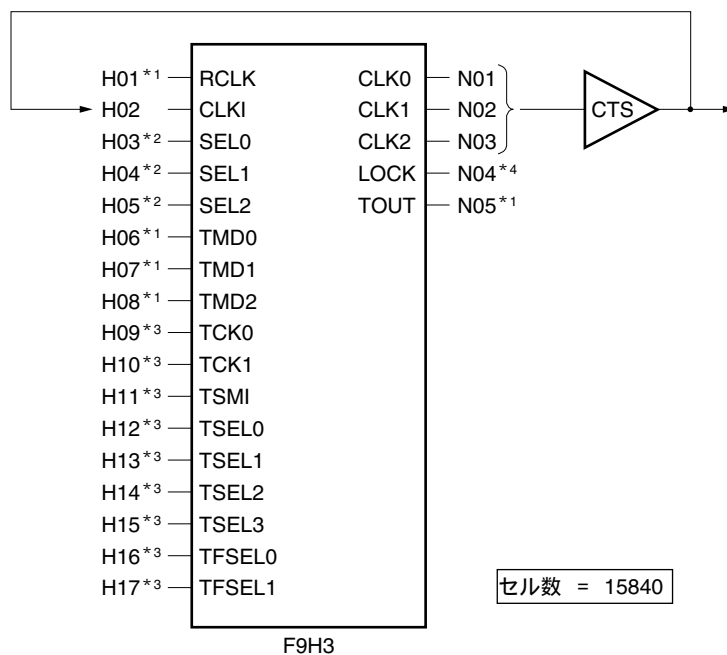 H01*1 RCLK CLK0 N01
H02 CLKI CLK1 N02 CTS
H03*2 SEL0 CLK2 N03
H04*2 SEL1 LOCK N04*4
H05*2 SEL2 TOUT N05*1
H06*1 TMD0
H07*1 TMD1
H08*1 TMD2
H09*3 TCK0
H10*3 TCK1
H11*3 TSMI
H12*3 TSEL0
H13*3 TSEL1
H14*3 TSEL2
H15*3 TSEL3
H16*3 TFSEL0
H17*3 TFSEL1
セル数 = 15840
F9H3